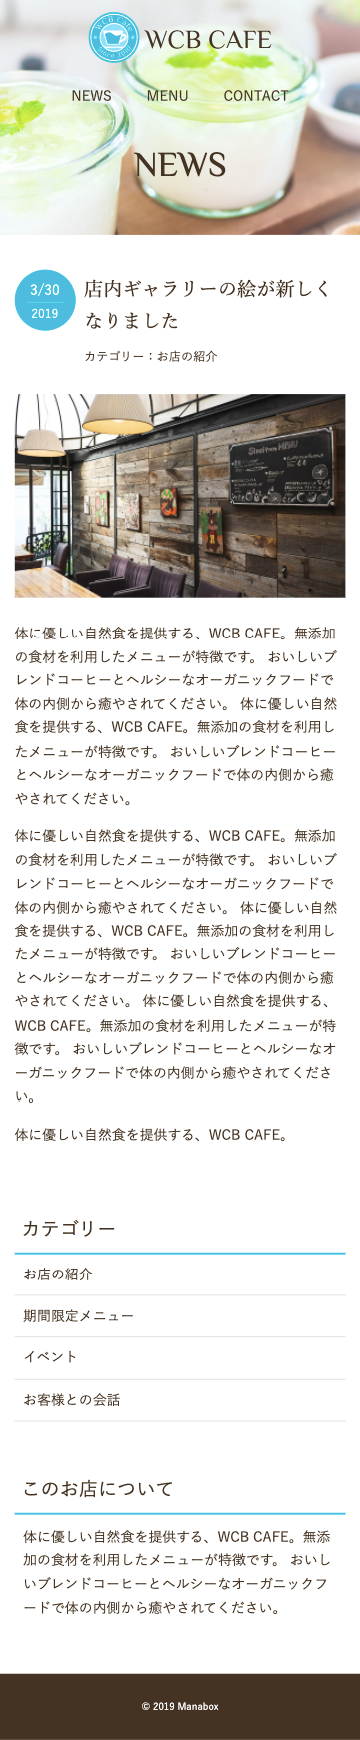 WCB Cafe
since 2019
WCB CAFE
NEWS MENU CONTACT
NEWS
3/30
2019
店内ギャラリーの絵が新しく
なりました
カテゴリー：お店の紹介
体に優しい自然食を提供する、WCB CAFE。無添加
の食材を利用したメニューが特徴です。 おいしいブ
レンドコーヒーとヘルシーなオーガニックフードで
体の内側から癒やされてください。 体に優しい自然
食を提供する、WCB CAFE。無添加の食材を利用し
たメニューが特徴です。 おいしいブレンドコーヒー
とヘルシーなオーガニックフードで体の内側から癒
やされてください。
体に優しい自然食を提供する、WCB CAFE。無添加
の食材を利用したメニューが特徴です。 おいしいブ
レンドコーヒーとヘルシーなオーガニックフードで
体の内側から癒やされてください。 体に優しい自然
食を提供する、WCB CAFE。無添加の食材を利用し
たメニューが特徴です。 おいしいブレンドコーヒー
とヘルシーなオーガニックフードで体の内側から癒
やされてください。 体に優しい自然食を提供する、
WCB CAFE。無添加の食材を利用したメニューが特
徴です。 おいしいブレンドコーヒーとヘルシーなオ
ーガニックフードで体の内側から癒やされてくださ
い。
体に優しい自然食を提供する、WCB CAFE。
カテゴリー
お店の紹介
期間限定メニュー
イベント
お客様との会話
このお店について
体に優しい自然食を提供する、WCB CAFE。無添
加の食材を利用したメニューが特徴です。 おいし
いブレンドコーヒーとヘルシーなオーガニックフ
ードで体の内側から癒やされてください。
© 2019 Manabox